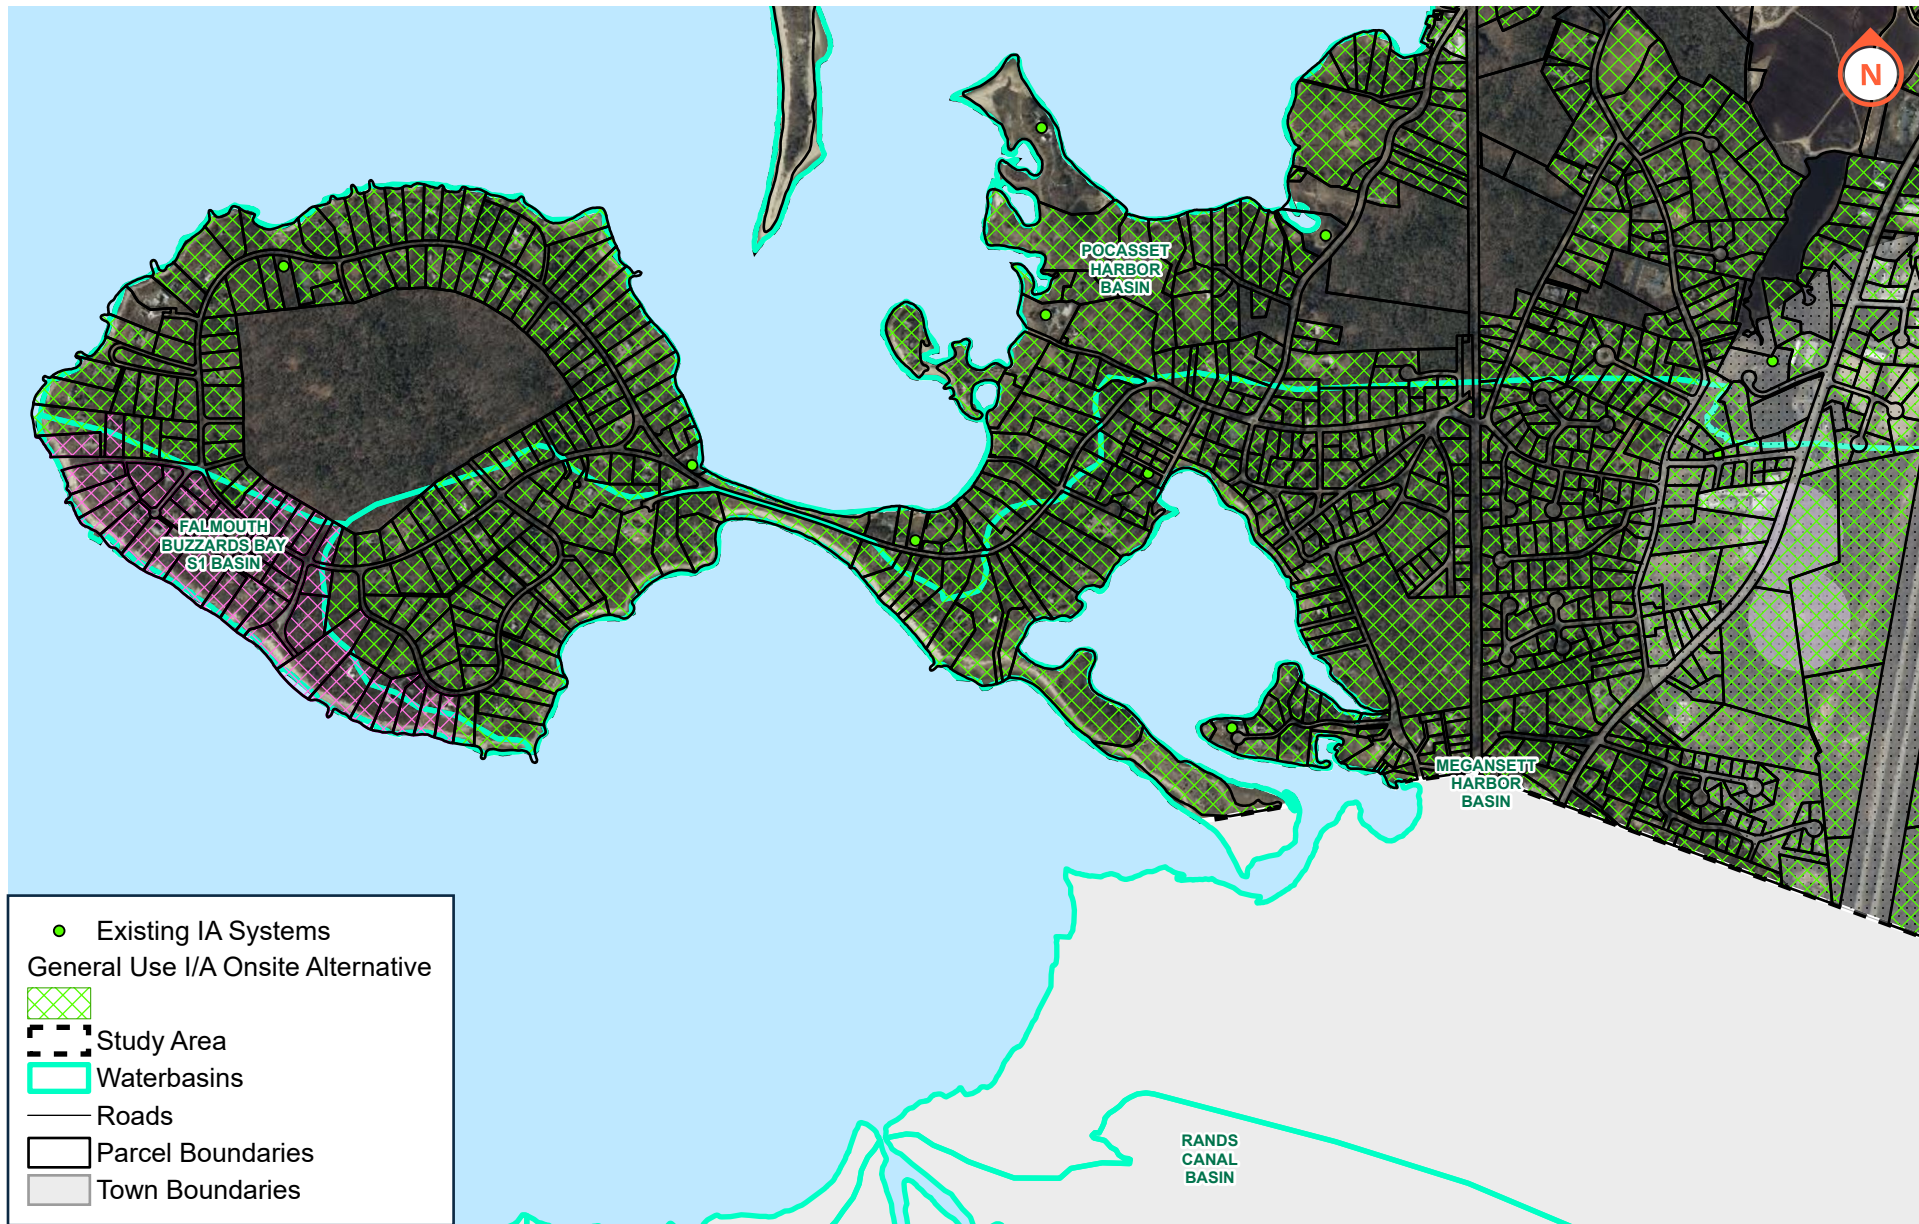 N
POCASSET
HARBOR
BASIN
FALMOUTH
BUZZARDS BAY
S1 BASIN
MEGANSETT
HARBOR
BASIN
RANDS
CANAL
BASIN
Existing IA Systems
General Use I/A Onsite Alternative
Study Area
Waterbasins
Roads
Parcel Boundaries
Town Boundaries